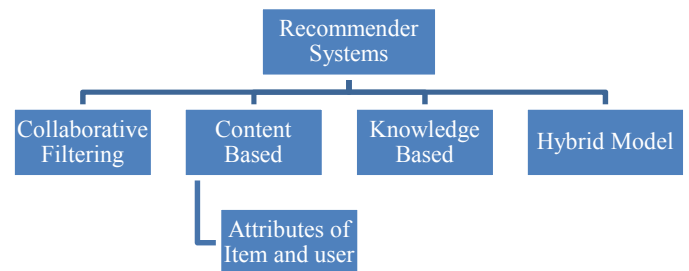 Recommender
Systems
Collaborative
Filtering
Content
Based
Knowledge
Based
Hybrid Model
Attributes of
Item and user